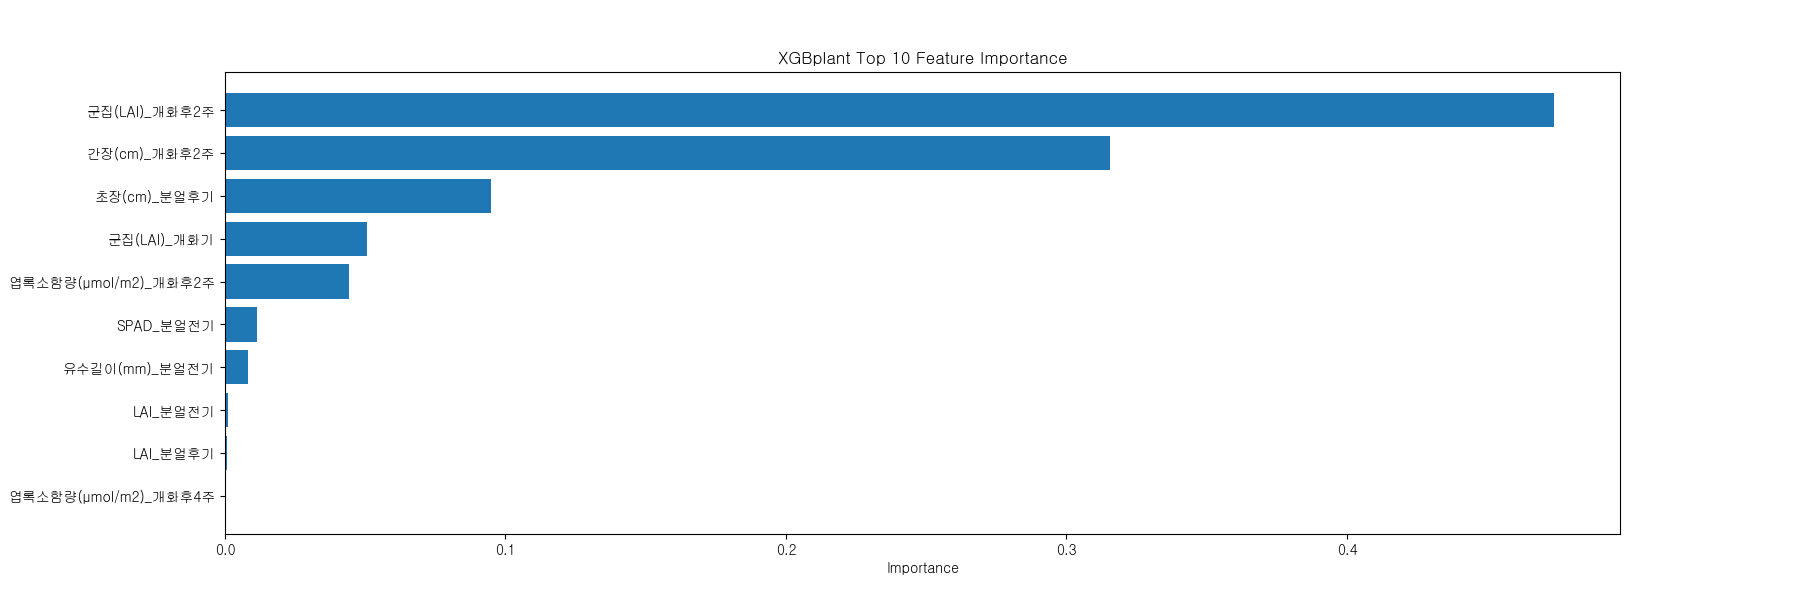 XGBplant Top 10 Feature Importance
군집(LAI)_개화후2주
간장(cm)_개화후2주
초장(cm)_분얼후기
군집(LAI)_개화기
엽록소함량(µmol/m2)_개화후2주
SPAD_분얼전기
유수길이(mm)_분얼전기
LAI_분얼전기
LAI_분얼후기
엽록소함량(µmol/m2)_개화후4주
0.0 0.1 0.2 0.3 0.4
Importance